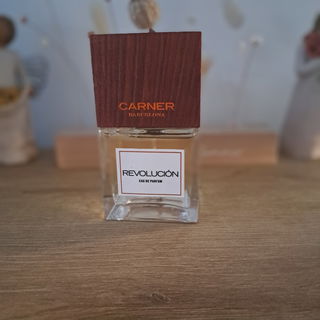 CARNER
BARCELONA
REVOLUCIÓN
EAU DE PARFUM